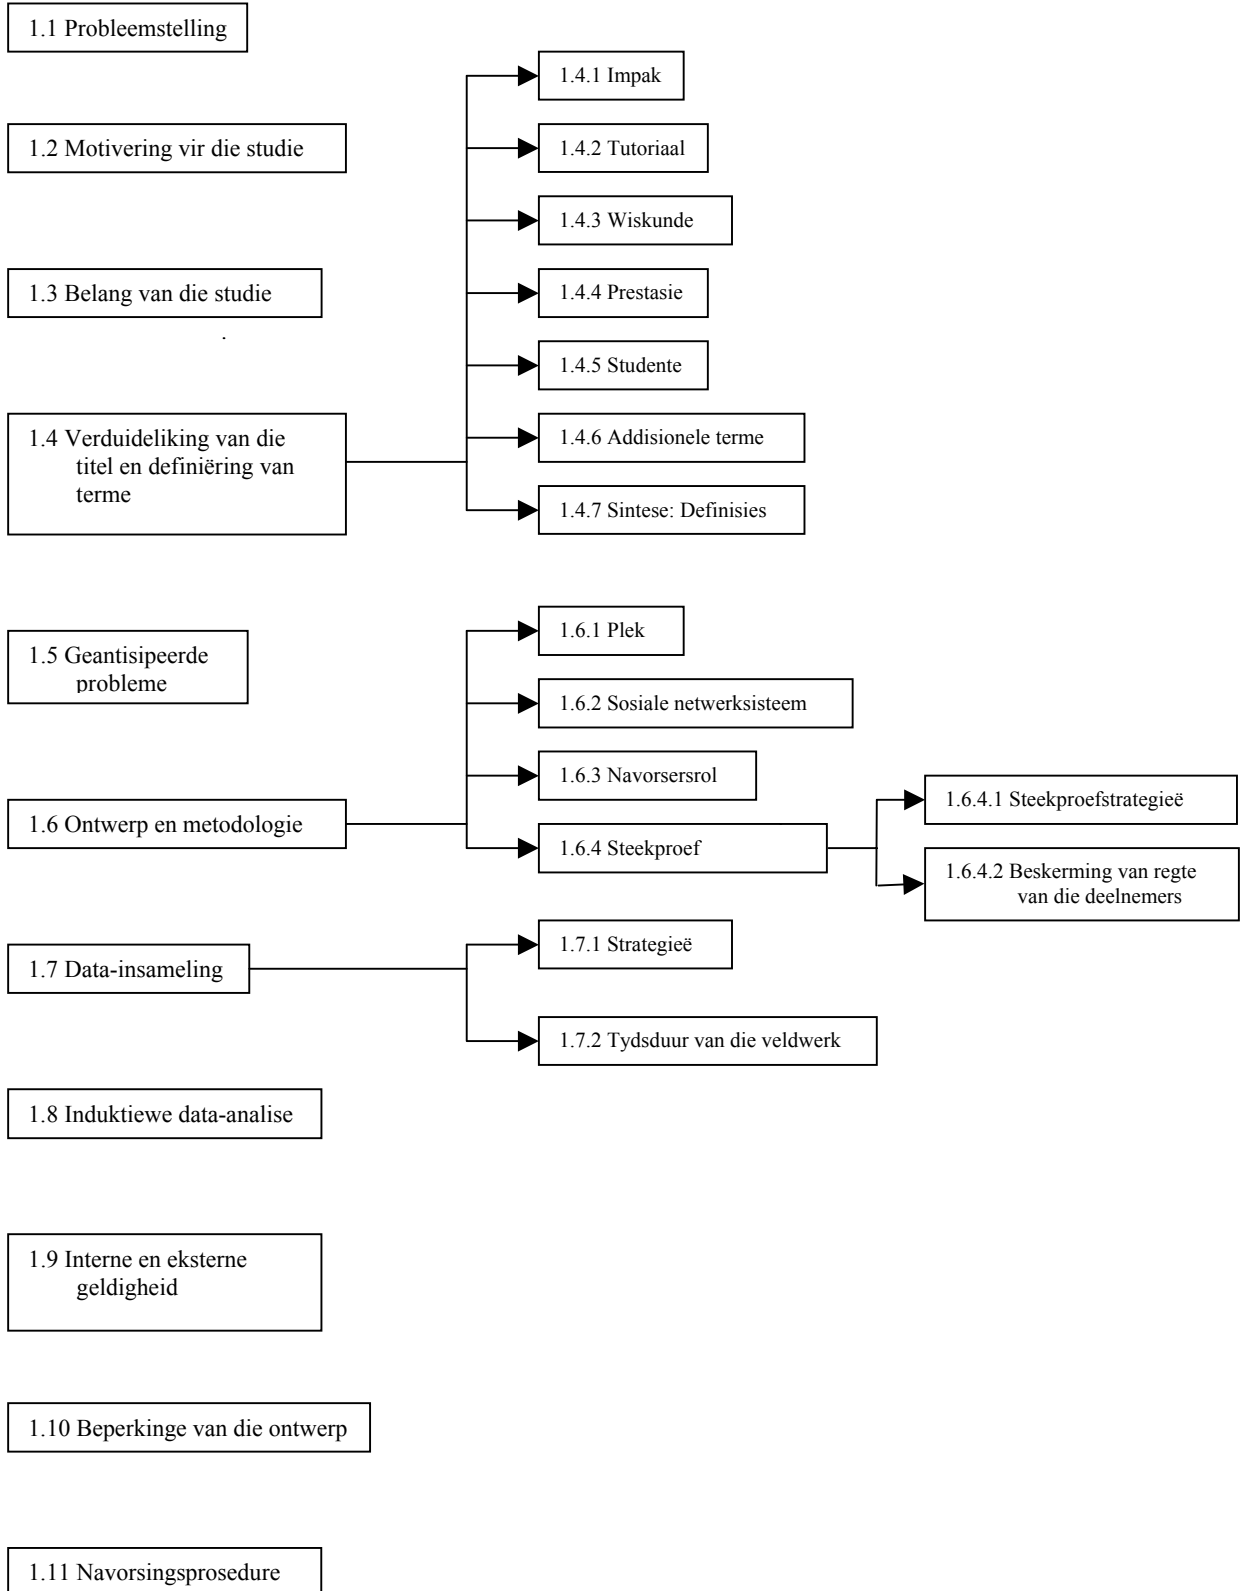 1.1 Probleemstelling
1.2 Motivering vir die studie
1.3 Belang van die studie
.
1.4 Verduideliking van die
titel en definiëring van
terme
1.4.1 Impak
1.4.2 Tutoriaal
1.4.3 Wiskunde
1.4.4 Prestasie
1.4.5 Studente
1.4.6 Addisionele terme
1.4.7 Sintese: Definisies
1.5 Geantisipeerde
probleme
1.6 Ontwerp en metodologie
1.6.1 Plek
1.6.2 Sosiale netwerksisteem
1.6.3 Navorsersrol
1.6.4 Steekproef
1.6.4.1 Steekproefstrategieë
1.6.4.2 Beskerming van regte
van die deelnemers
1.7 Data-insameling
1.7.1 Strategieë
1.7.2 Tydsduur van die veldwerk
1.8 Induktiewe data-analise
1.9 Interne en eksterne
geldigheid
1.10 Beperkinge van die ontwerp
1.11 Navorsingsprosedure